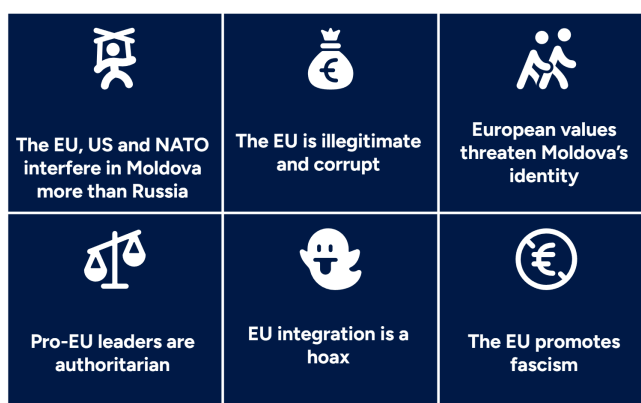 The EU, US and NATO
interfere in Moldova
more than Russia
The EU is illegitimate
and corrupt
European values
threaten Moldova's
identity
Pro-EU leaders are
authoritarian
EU integration is a
hoax
The EU promotes
fascism